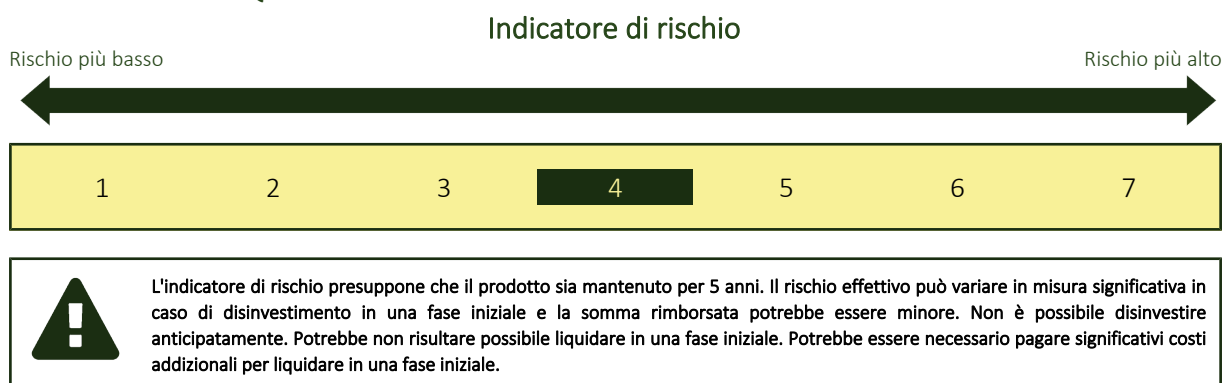 Indicatore di rischio
Rischio più basso
Rischio più alto
1 2 3 4 5 6 7
L'indicatore di rischio presuppone che il prodotto sia mantenuto per 5 anni. Il rischio effettivo può variare in misura significativa in
caso di disinvestimento in una fase iniziale e la somma rimborsata potrebbe essere minore. Non è possibile disinvestire
anticipatamente. Potrebbe non risultare possibile liquidare in una fase iniziale. Potrebbe essere necessario pagare significativi costi
addizionali per liquidare in una fase iniziale.